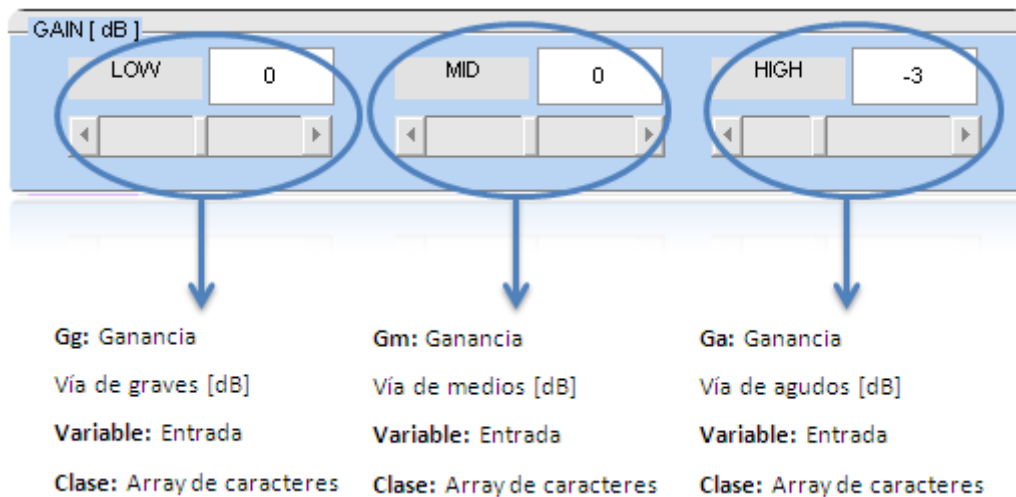 GAIN [ dB ]
LOW 0 MID 0 HIGH -3
Gg: Ganancia Gm: Ganancia Ga: Ganancia
Vía de graves [dB] Vía de medios [dB] Vía de agudos [dB]
Variable: Entrada Variable: Entrada Variable: Entrada
Clase: Array de caracteres Clase: Array de caracteres Clase: Array de caracteres